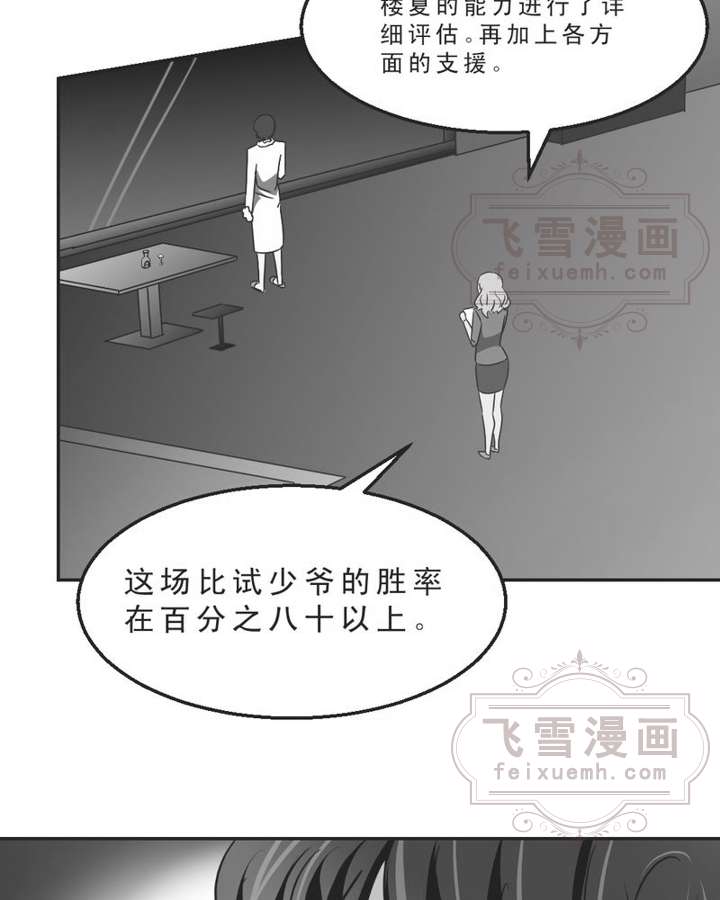 楼夏的能力进行了详
细评估。再加上各方
面的支援。
飞雪漫画
feixuemh.com
这场比试少爷的胜率
在百分之八十以上。
飞雪漫画
feixuemh.com